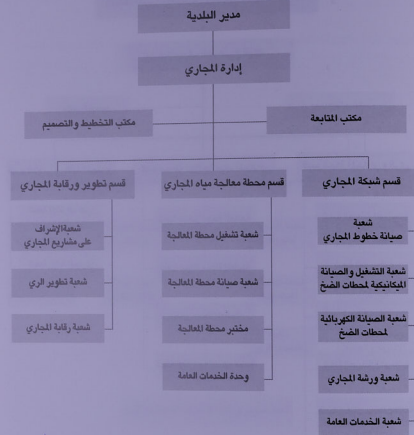 مدير البلدية
إدارة المجاري
مكتب المتابعة
مكتب التخطيط والتصميم
قسم شبكة المجاري
شعبة
صيانة خطوط المجاري
شعبة التشغيل والصيانة
الميكانيكية لمحطات الضخ
شعبة الصيانة الكهربائية
لمحطات الضخ
شعبة ورشة المجاري
شعبة الخدمات العامة
قسم محطة معالجة مياه المجاري
شعبة تشغيل محطة المعالجة
شعبة صيانة محطة المعالجة
مختبر محطة المعالجة
وحدة الخدمات العامة
قسم تطوير ورقابة المجاري
شعبة الإشراف
على مشاريع المجاري
شعبة تطوير الري
شعبة رقابة المجاري